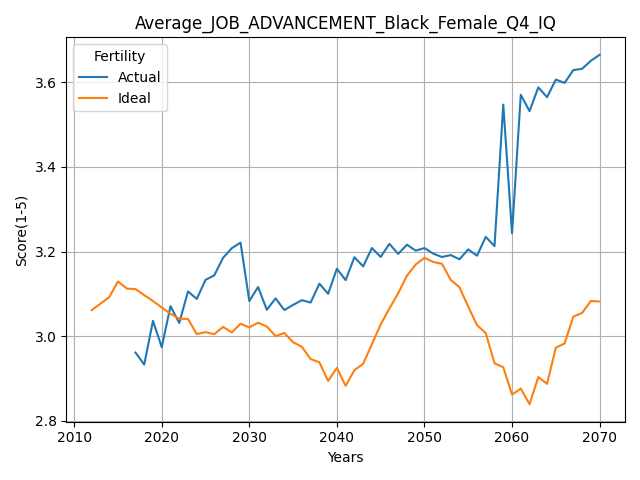 Average_JOB_ADVANCEMENT_Black_Female_Q4_IQ
Fertility
Actual
Ideal
Score(1-5)
3.6
3.4
3.2
3.0
2.8
2010 2020 2030 2040 2050 2060 2070
Years